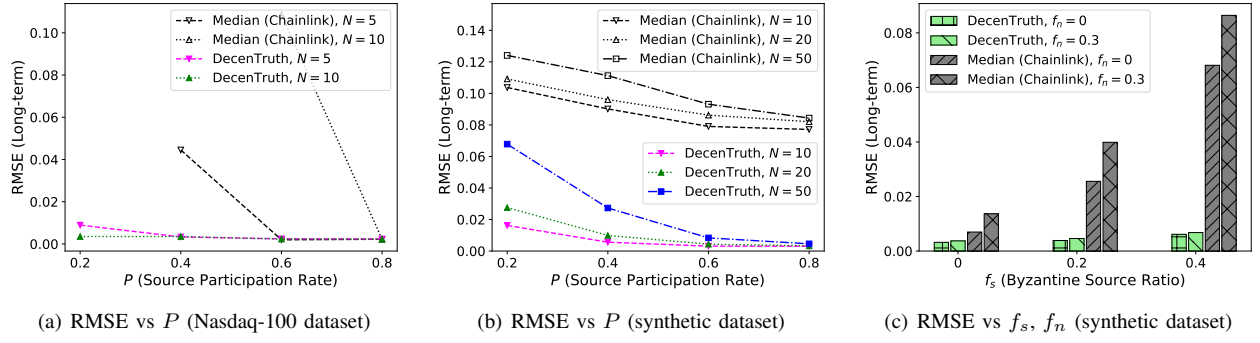 RMSE (Long-term)
0.10
0.08
0.06
0.04
0.02
0.00
Median (Chainlink), N = 5
Median (Chainlink), N = 10
DecenTruth, N = 5
DecenTruth, N = 10
0.2 0.4 0.6 0.8
P (Source Participation Rate)
(a) RMSE vs P (Nasdaq-100 dataset)
RMSE (Long-term)
0.14
0.12
0.10
0.08
0.06
0.04
0.02
0.00
Median (Chainlink), N = 10
Median (Chainlink), N = 20
Median (Chainlink), N = 50
DecenTruth, N = 10
DecenTruth, N = 20
DecenTruth, N = 50
0.2 0.4 0.6 0.8
P (Source Participation Rate)
(b) RMSE vs P (synthetic dataset)
RMSE (Long-term)
0.08
0.06
0.04
0.02
0.00
DecenTruth, fn = 0
DecenTruth, fn = 0.3
Median (Chainlink), fn = 0
Median (Chainlink), fn = 0.3
0 0.2 0.4
fs (Byzantine Source Ratio)
(c) RMSE vs fs, fn (synthetic dataset)